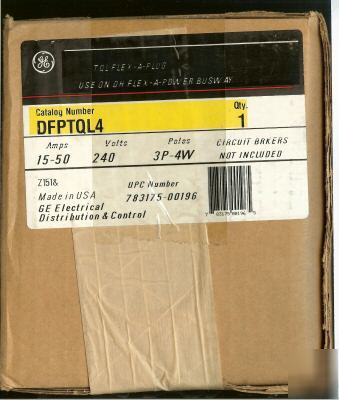 TQL FLEX-A-PLUG
USE ON DH FLEX-A-POWER BUSWAY
Catalog Number
Qty.
DFPTQL4
1
Amps Volts Poles CIRCUIT BRKERS
15-50 240 3P-4W NOT INCLUDED
Z1518
UPC Number
Made in USA
783175-00196
GE Electrical
Distribution & Control